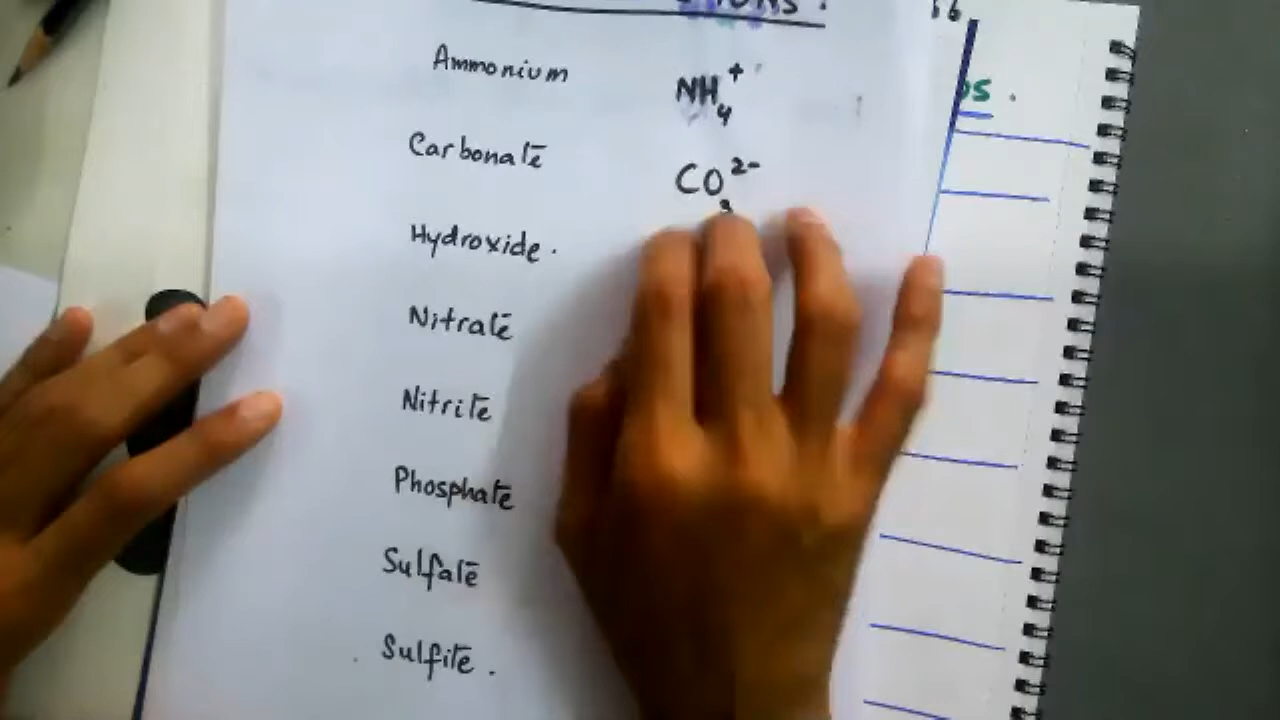 Ammonium NH4+
Carbonate CO3 2-
Hydroxide.
Nitrate
Nitrite
Phosphate
Sulfate
Sulfite.